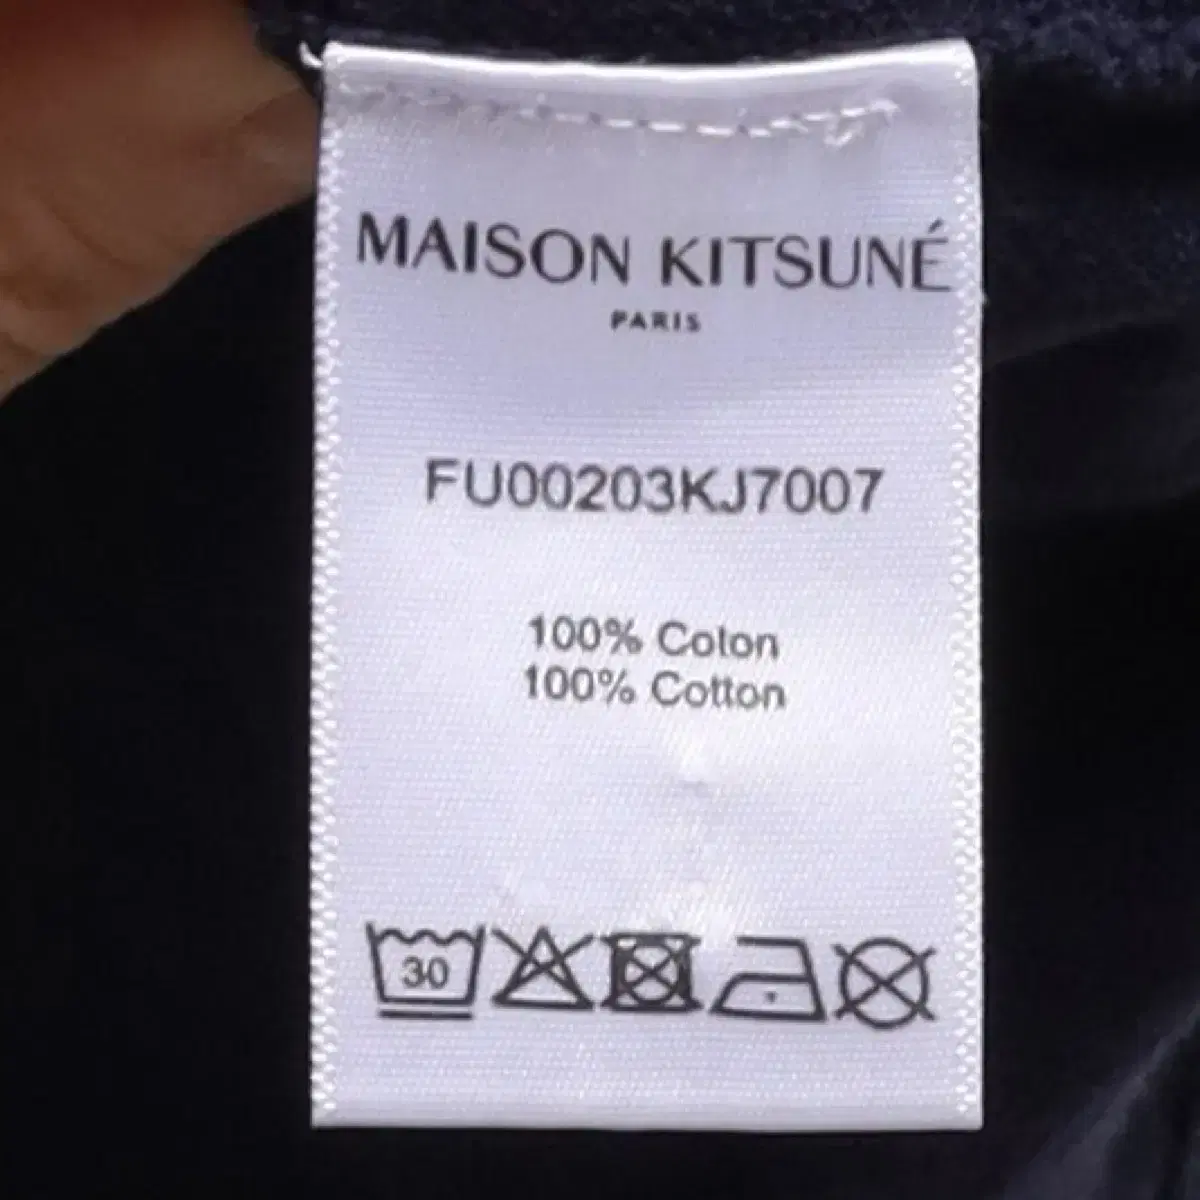 MAISON KITSUNÉ
PARIS
FU00203KJ7007
100% Coton
100% Cotton
30